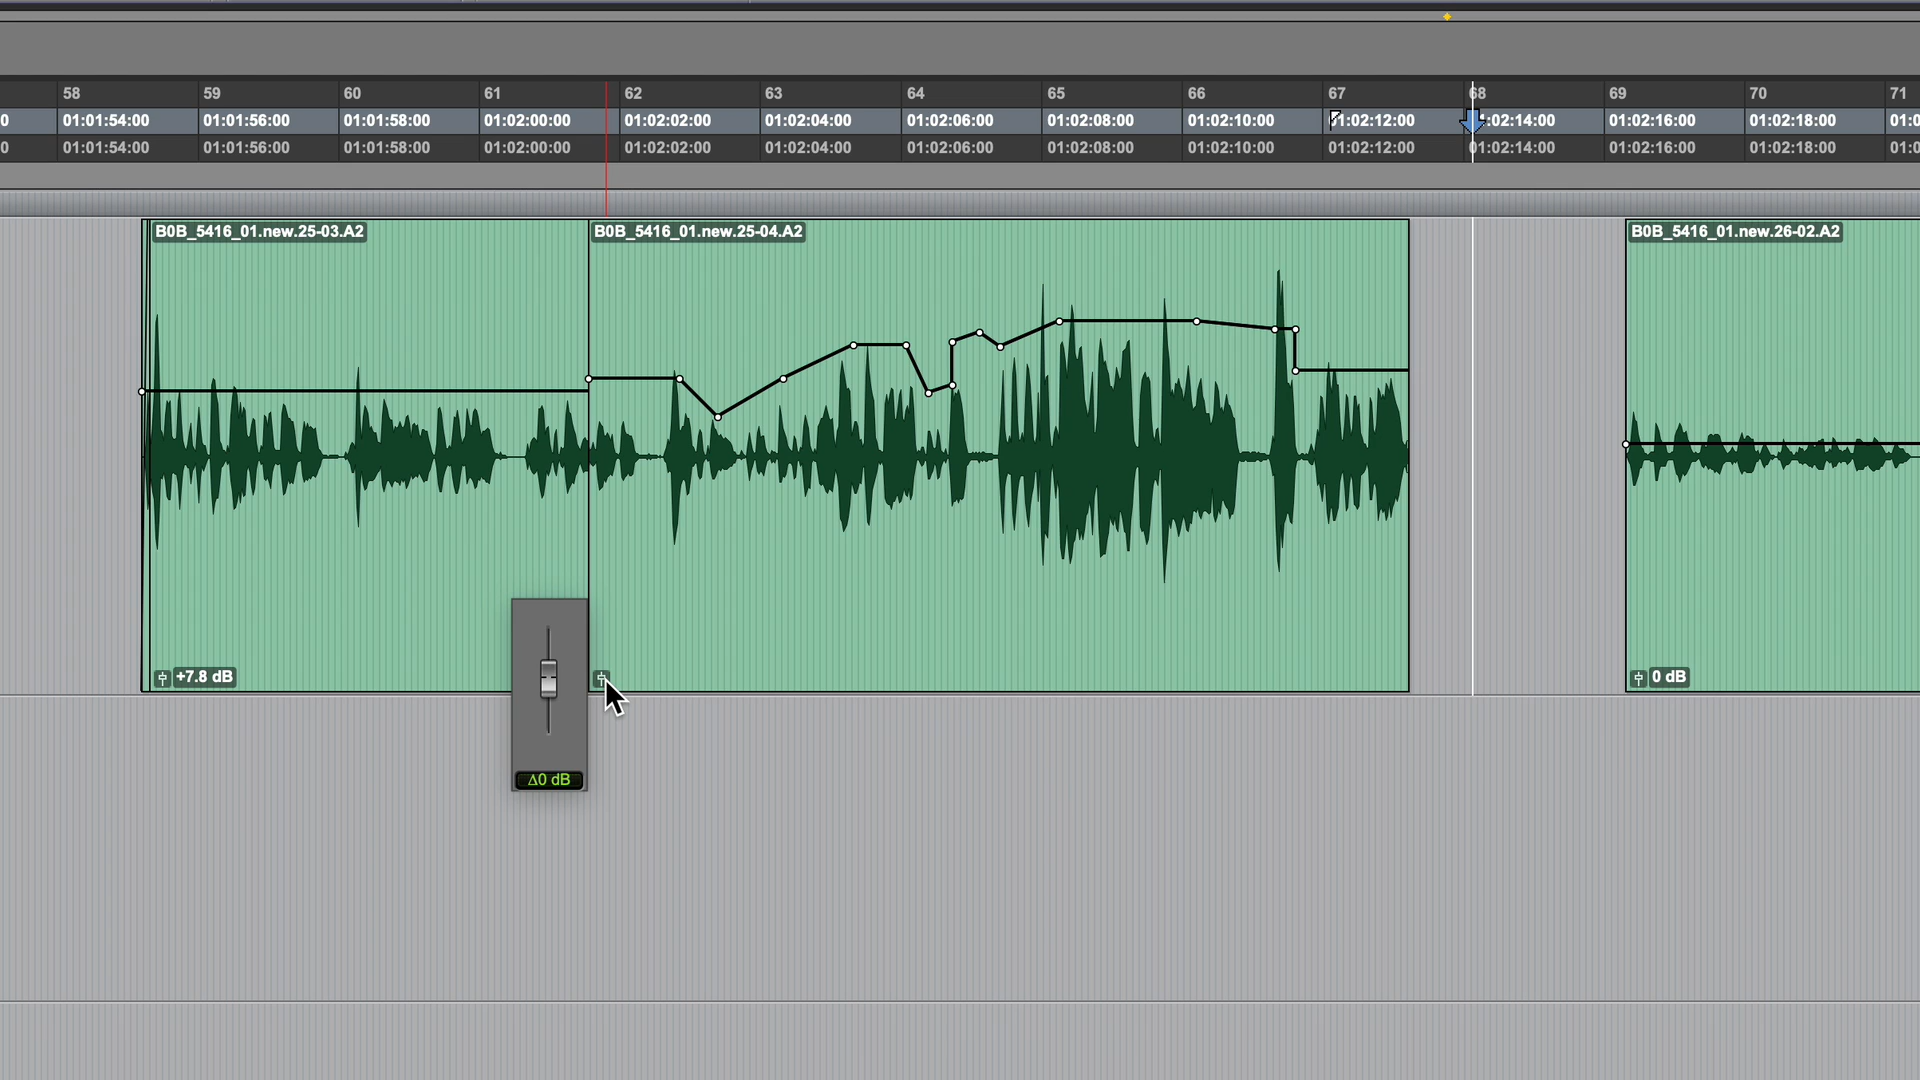 58 59 60 61 62 63 64 65 66 67 68 69 70 71
0 01:01:54:00 01:01:56:00 01:01:58:00 01:02:00:00 01:02:02:00 01:02:04:00 01:02:06:00 01:02:08:00 01:02:10:00 01:02:12:00 :02:14:00 01:02:16:00 01:02:18:00 01:0
0 01:01:54:00 01:01:56:00 01:01:58:00 01:02:00:00 01:02:02:00 01:02:04:00 01:02:06:00 01:02:08:00 01:02:10:00 01:02:12:00 01:02:14:00 01:02:16:00 01:02:18:00 01:0
B0B_5416_01.new.25-03.A2 B0B_5416_01.new.25-04.A2 B0B_5416_01.new.26-02.A2
+7.8 dB 0 dB
Δ0 dB